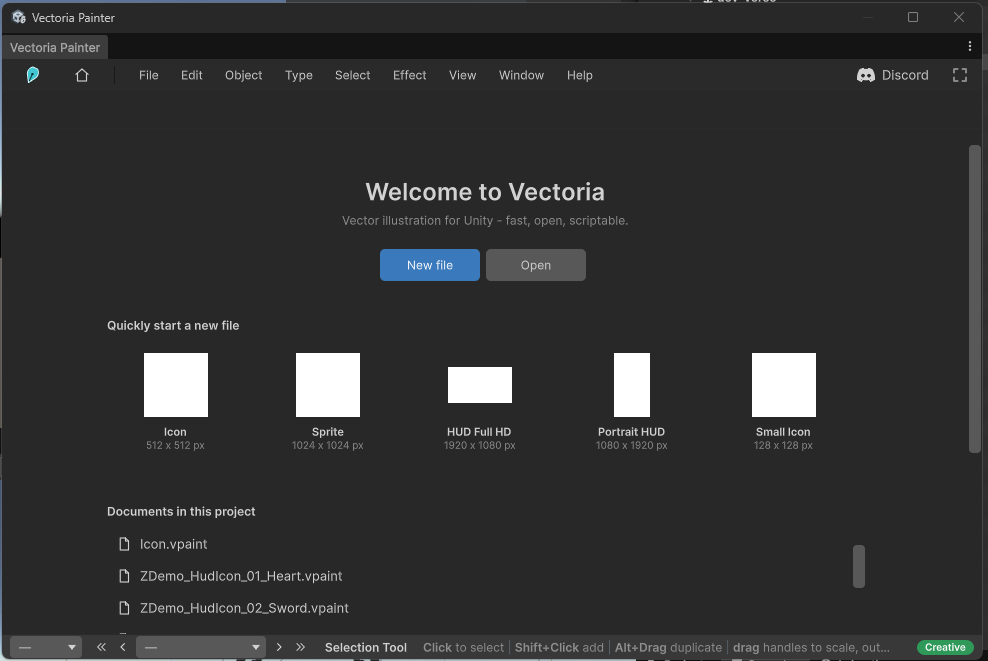 Vectoria Painter
Vectoria Painter
File Edit Object Type Select Effect View Window Help Discord
Welcome to Vectoria
Vector illustration for Unity - fast, open, scriptable.
New file Open
Quickly start a new file
Icon Sprite HUD Full HD Portrait HUD Small Icon
512 x 512 px 1024 x 1024 px 1920 x 1080 px 1080 x 1920 px 128 x 128 px
Documents in this project
Icon.vpaint
ZDemo_HudIcon_01_Heart.vpaint
ZDemo_HudIcon_02_Sword.vpaint
— — Selection Tool Click to select | Shift+Click add | Alt+Drag duplicate | drag handles to scale, out... Creative